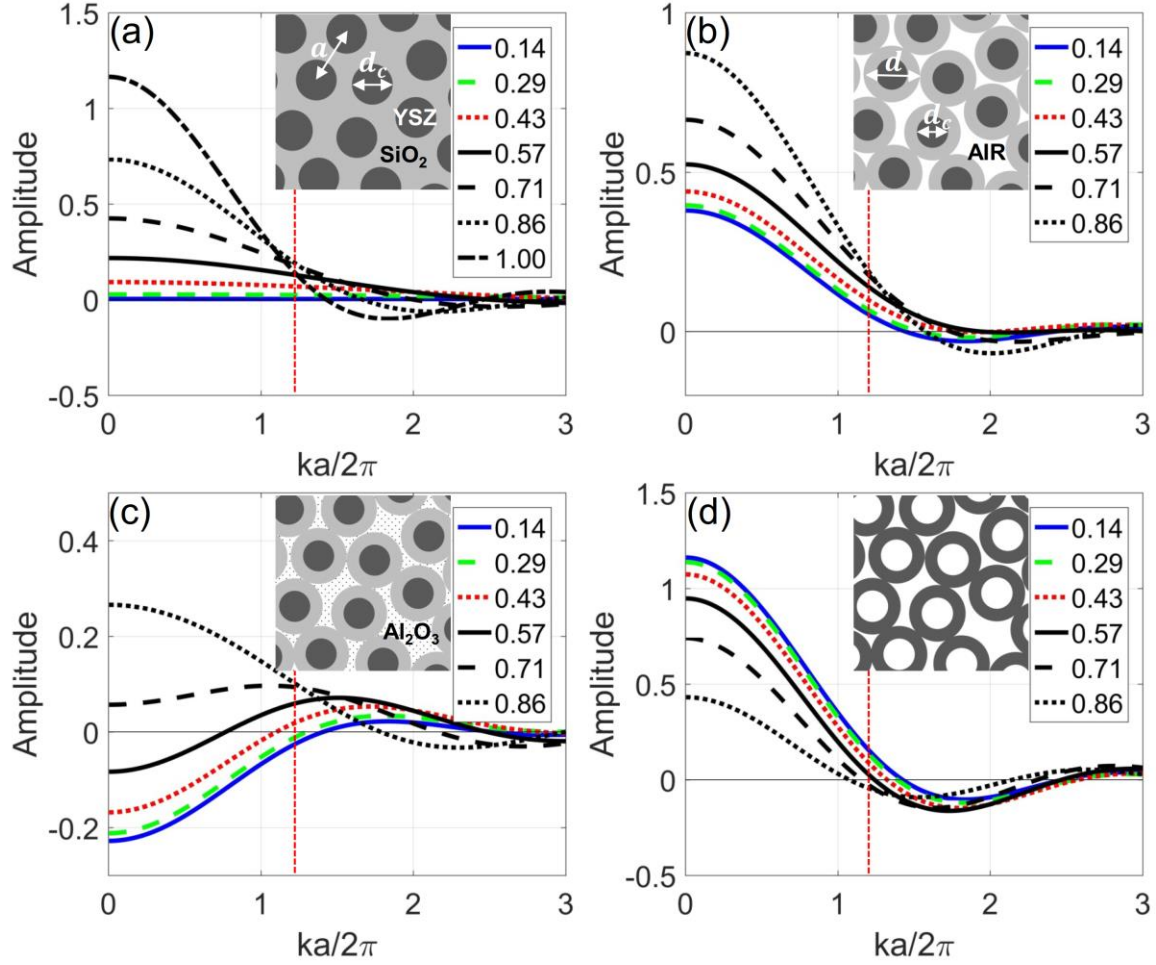 (a)
1.5
1
0.5
0
-0.5
Amplitude
0 1 2 3
ka/2π
a
d_c
YSZ
SiO₂
0.14
0.29
0.43
0.57
0.71
0.86
1.00
(b)
1
0.5
0
Amplitude
0 1 2 3
ka/2π
d
d_c
AIR
0.14
0.29
0.43
0.57
0.71
0.86
(c)
0.4
0.2
0
-0.2
Amplitude
0 1 2 3
ka/2π
Al₂O₃
0.14
0.29
0.43
0.57
0.71
0.86
(d)
1.5
1
0.5
0
-0.5
Amplitude
0 1 2 3
ka/2π
0.14
0.29
0.43
0.57
0.71
0.86